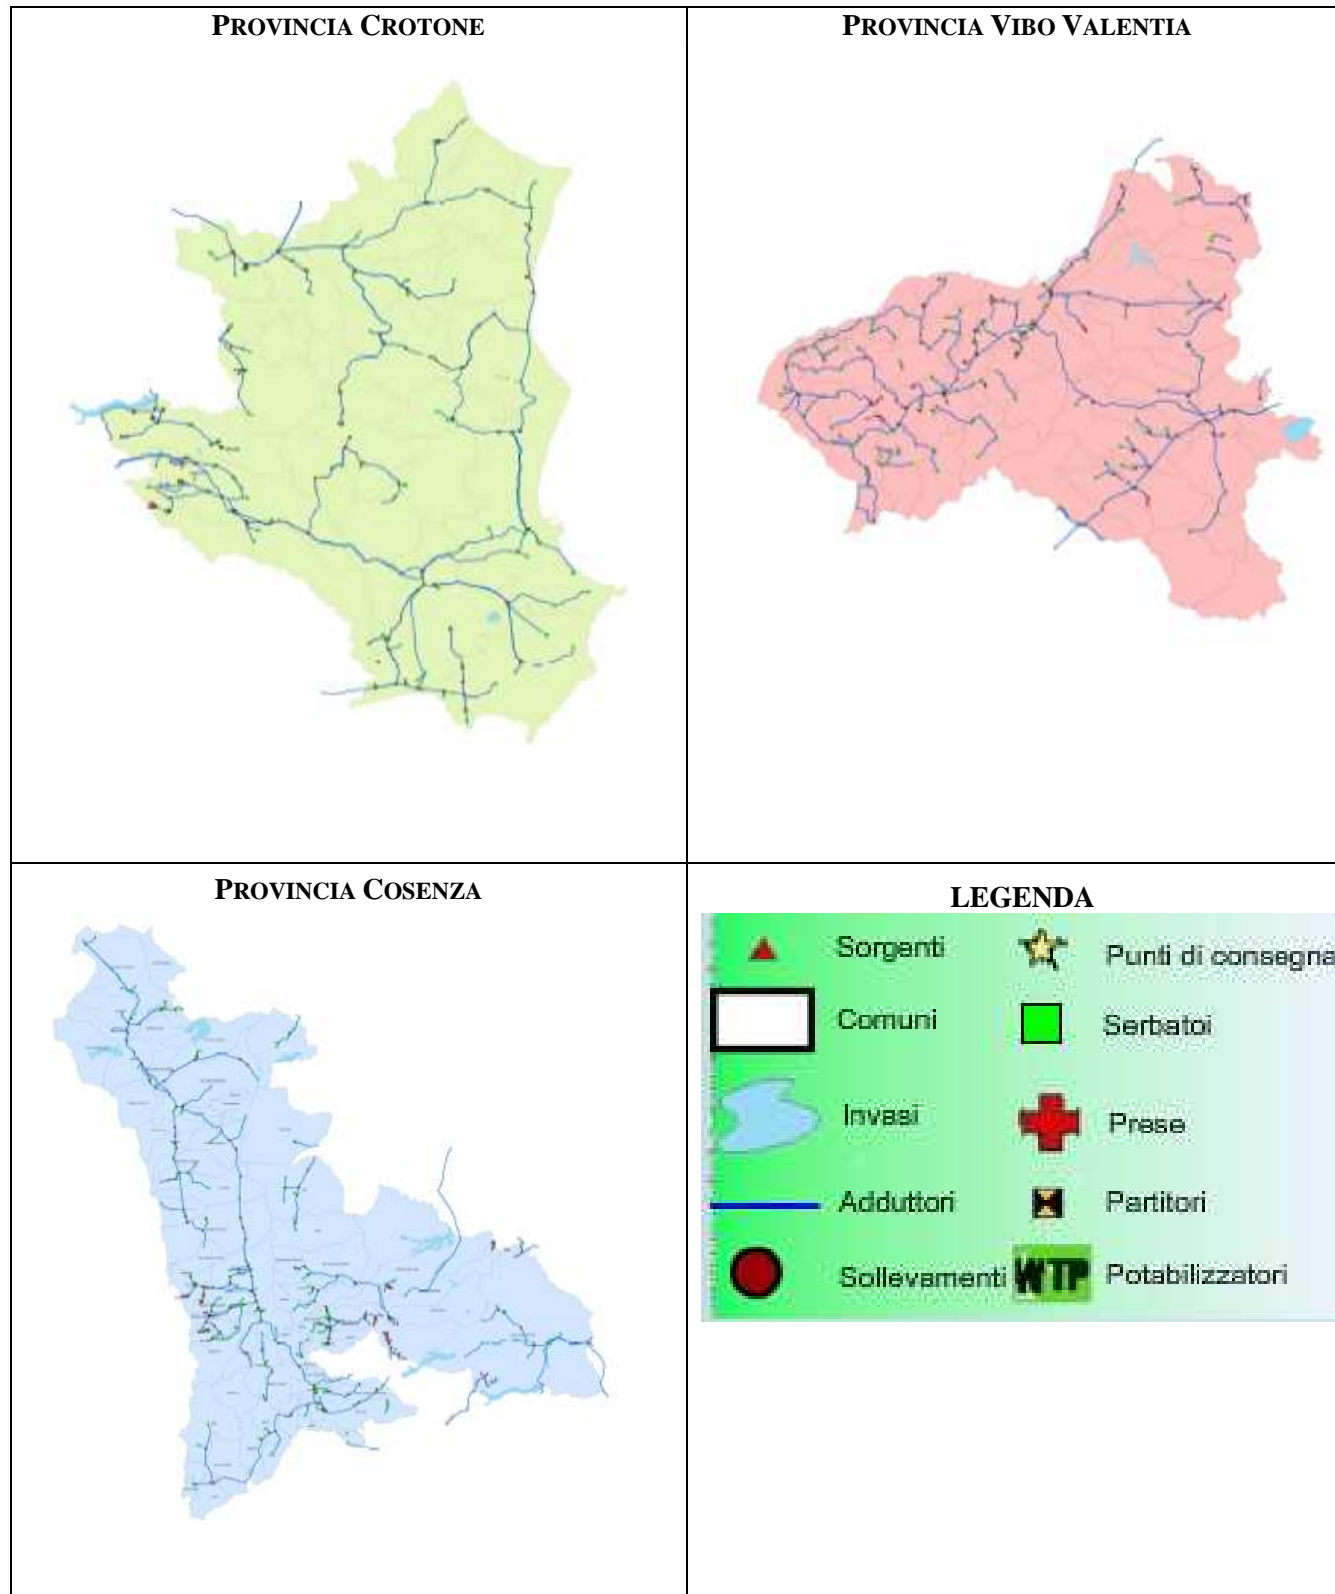 PROVINCIA CROTONE
PROVINCIA VIBO VALENTIA
PROVINCIA COSENZA
LEGENDA
Sorgenti
Punti di consegna
Comuni
Serbatoi
Invasi
Prese
Adduttori
Partitori
Sollevamenti
WTP Potabilizzatori